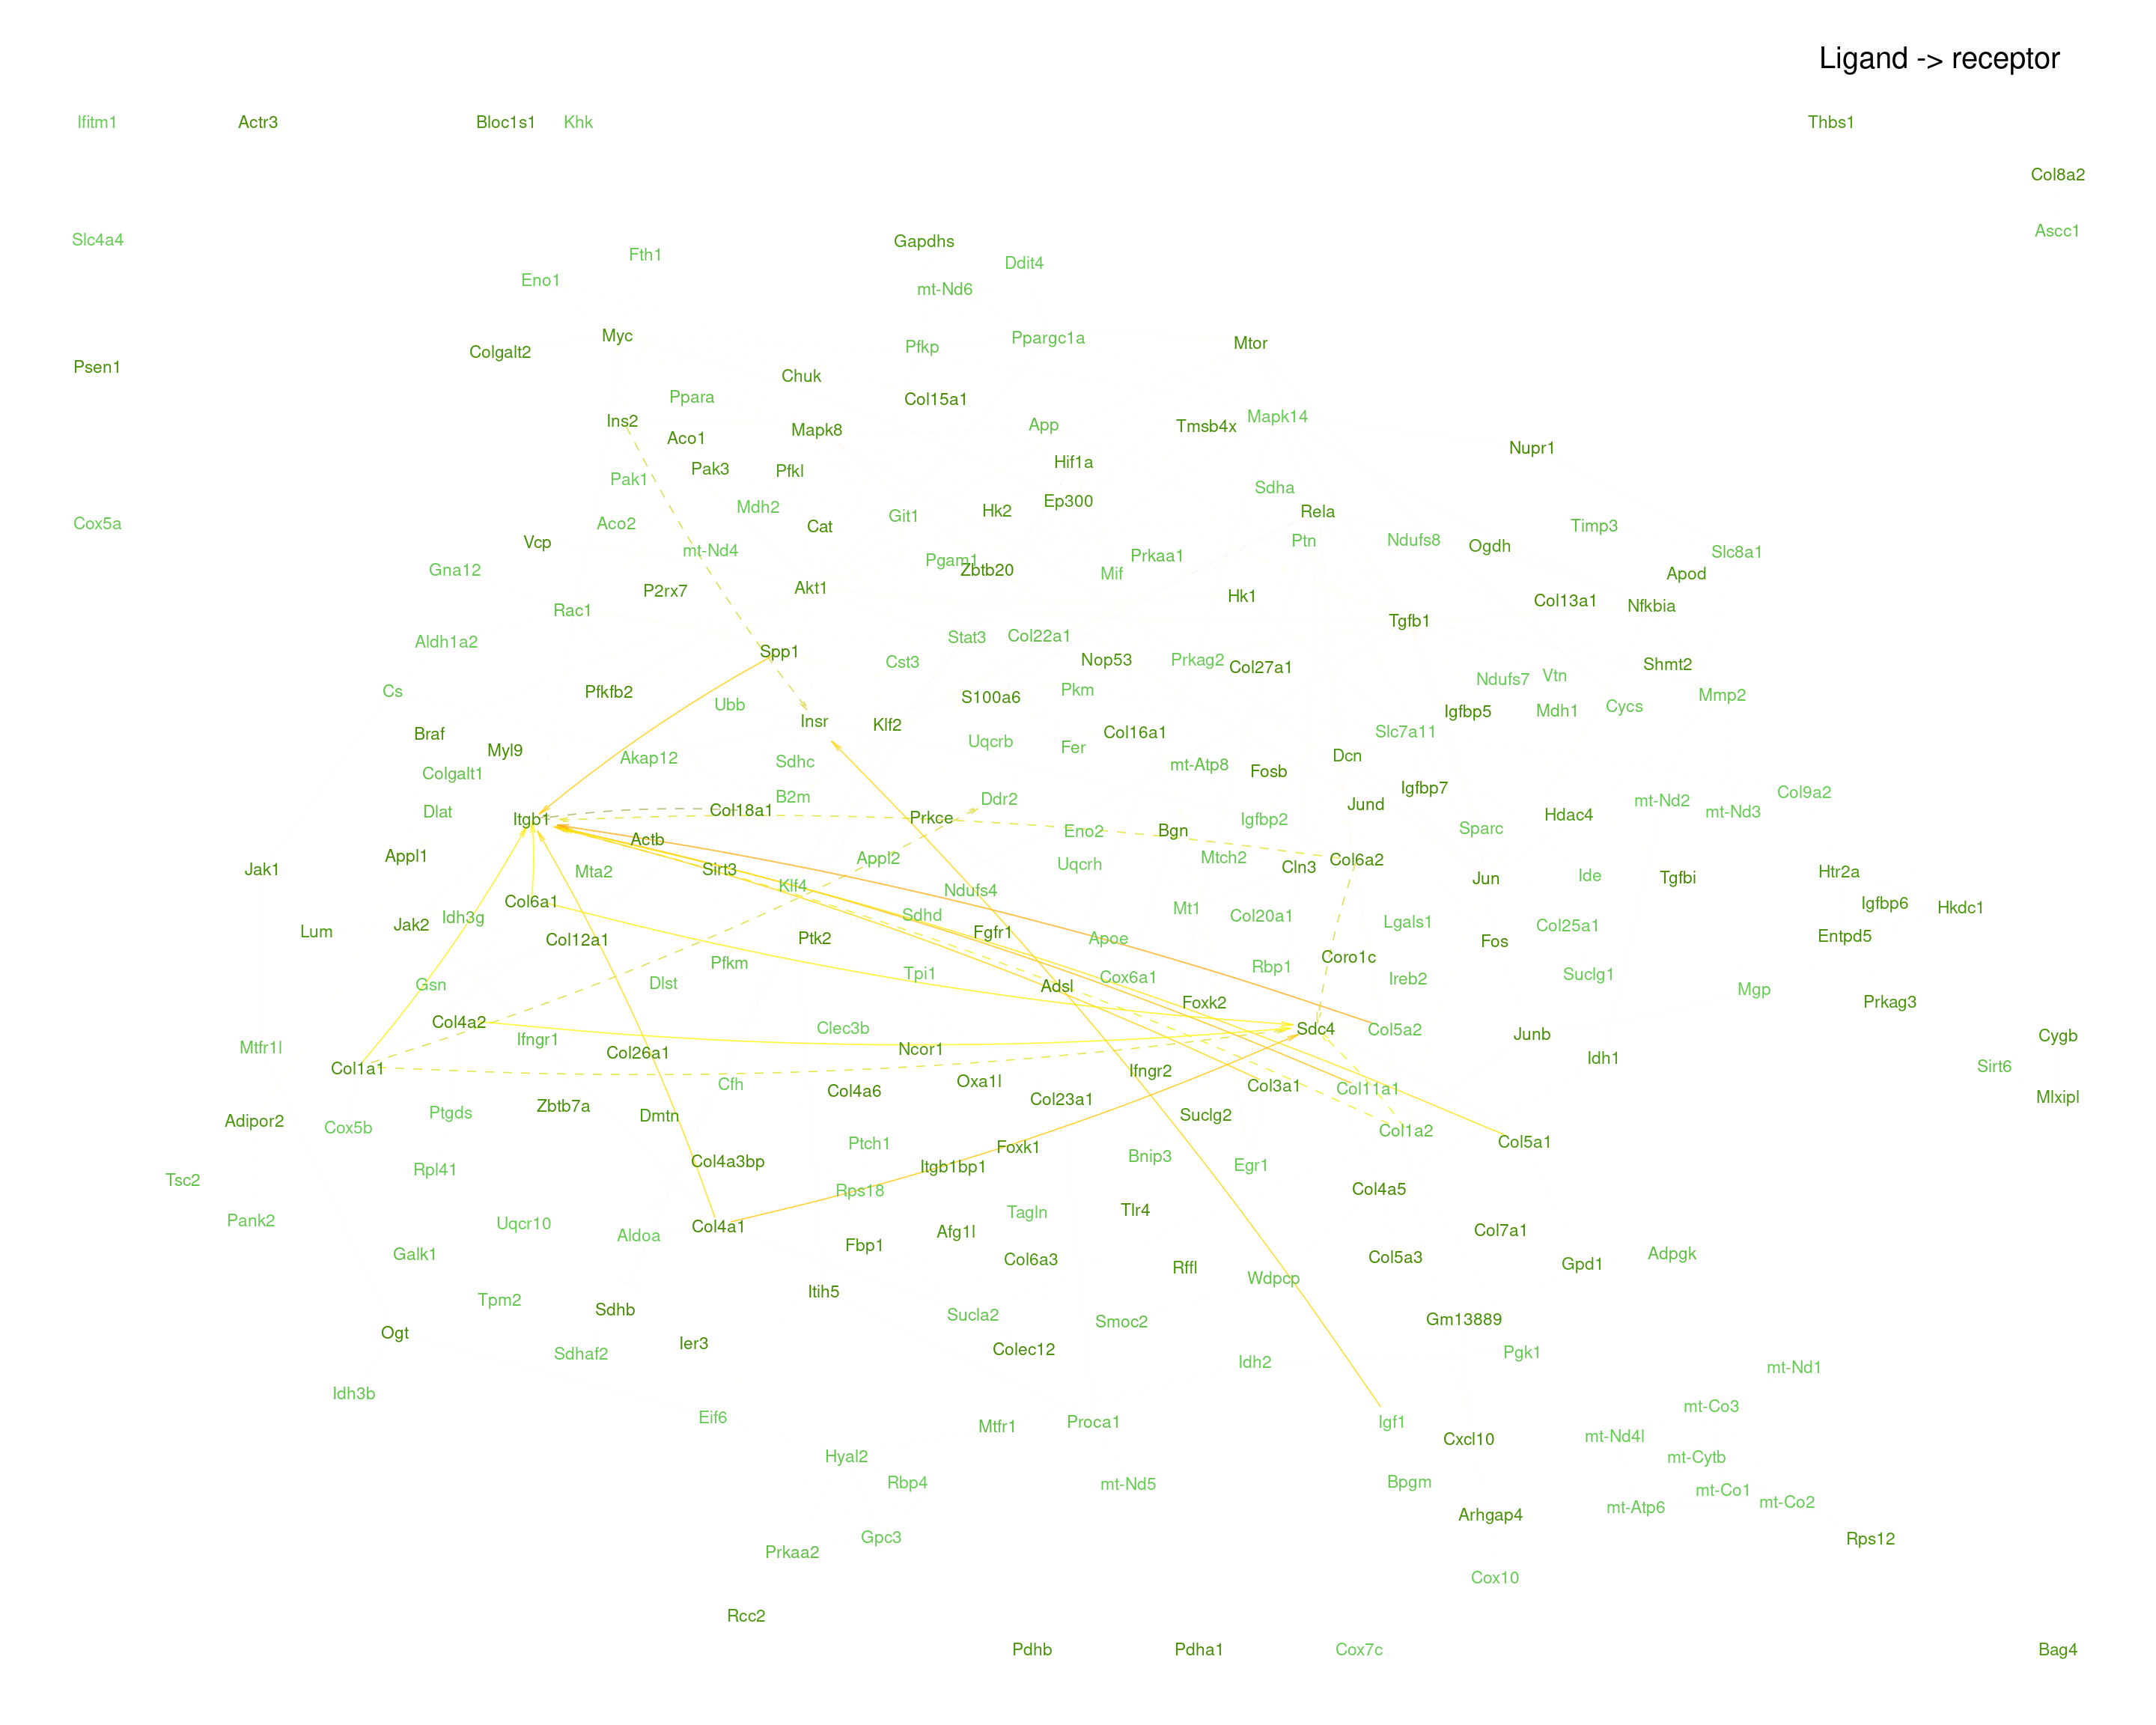 Ligand -> receptor
Ifitm1 Actr3 Bloc1s1 Khk Thbs1
Col8a2
Slc4a4 Ascc1
Gapdhs
Fth1 Ddit4
Eno1 mt-Nd6
Myc Ppargc1a Mtor
Colgalt2 Pfkp
Psen1 Chuk
Ppara Col15a1
Ins2 Mapk8 App Tmsb4x Mapk14
Aco1 Nupr1
Pak3 Pfkl Hif1a
Pak1 Sdha
Mdh2 Hk2 Ep300 Rela
Cox5a Aco2 Cat Git1 Timp3
Vcp mt-Nd4 Ptn Ndufs8 Ogdh Slc8a1
Gna12 Pgam1 Zbtb20 Mif Prkaa1 Apod
P2rx7 Akt1 Hk1 Col13a1 Nfkbia
Rac1 Tgfb1
Aldh1a2 Spp1 Stat3 Col22a1
Cst3 Nop53 Prkag2 Col27a1 Shmt2
Cs Pfkfb2 S100a6 Pkm Ndufs7 Vtn Mmp2
Ubb Igfbp5 Mdh1 Cycs
Braf Insr Klf2 Col16a1 Slc7a11
Myl9 Akap12 Sdhc Uqcrb Fer mt-Atp8 Dcn
Colgalt1 Fosb Igfbp7
Dlat Col18a1 B2m Ddr2 Jund mt-Nd2 mt-Nd3 Col9a2
Itgb1 Prkce Igfbp2 Hdac4
Actb Eno2 Bgn Sparc
Jak1 Appl1 Mta2 Sirt3 Appl2 Uqcrh Mtch2 Cln3 Col6a2 Htr2a
Klf4 Ndufs4 Jun Ide Tgfbi
Col6a1 Igfbp6 Hkdc1
Lum Jak2 Idh3g Sdhd Mt1 Col20a1 Lgals1 Col25a1
Col12a1 Ptk2 Fgfr1 Apoe Fos Entpd5
Pfkm Coro1c
Gsn Dlst Tpi1 Adsl Cox6a1 Rbp1 Ireb2 Suclg1 Mgp
Foxk2 Prkag3
Col4a2 Clec3b Sdc4 Col5a2
Mtfr1l Ifngr1 Col26a1 Ncor1 Junb Cygb
Col1a1 Ifngr2 Idh1 Sirt6
Cfh Col4a6 Oxa1l Col23a1 Col3a1 Col11a1 Mlxipl
Adipor2 Ptgds Zbtb7a Dmtn Suclg2
Cox5b Ptch1 Foxk1 Col1a2 Col5a1
Tsc2 Rpl41 Col4a3bp Itgb1bp1 Bnip3 Egr1
Rps18 Col4a5
Pank2 Uqcr10 Col4a1 Tagln Tlr4
Aldoa Afg1l Col7a1
Galk1 Fbp1 Col6a3 Col5a3 Adpgk
Rffl Wdpcp Gpd1
Tpm2 Sdhb Itih5
Ogt Sucla2 Smoc2 Gm13889
Sdhaf2 Ier3 Colec12 Idh2 Pgk1
Idh3b mt-Nd1
Eif6 Mtfr1 Proca1 Igf1 mt-Co3
Cxcl10 mt-Nd4l
Hyal2 mt-Cytb
Rbp4 mt-Nd5 Bpgm mt-Co1
Arhgap4 mt-Atp6 mt-Co2
Prkaa2 Gpc3 Rps12
Cox10
Rcc2
Pdhb Pdha1 Cox7c Bag4